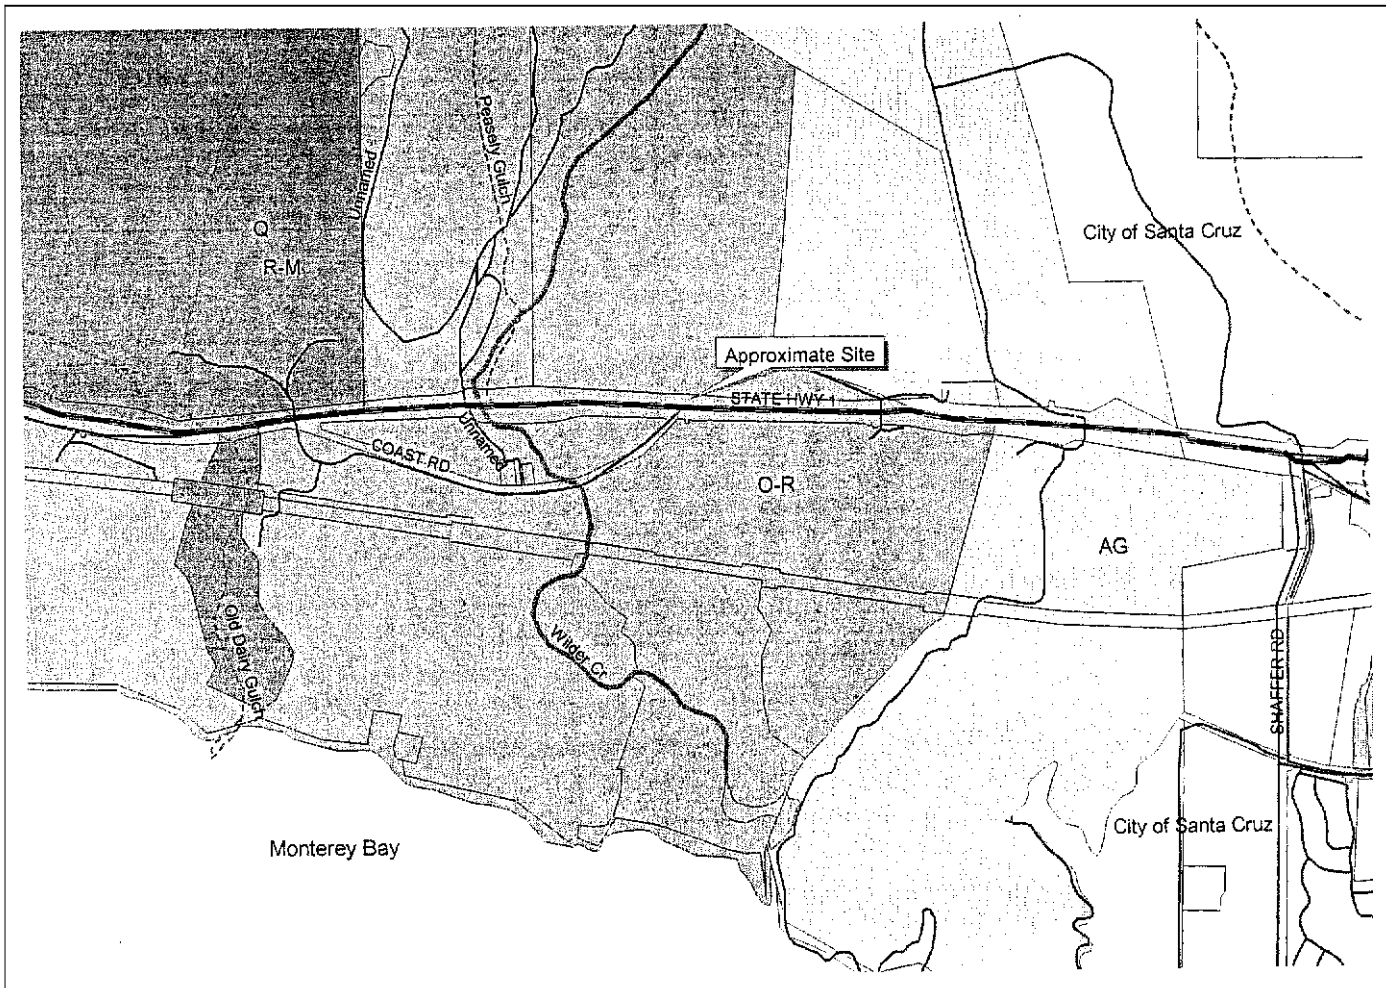 Unnamed
Peasely Gulch
Q
R-M
City of Santa Cruz
Approximate Site
STATE HWY 1
Unnamed
COAST RD
O-R
AG
Old Dairy Gulch
Wilder Cr
SHAFFER RD
City of Santa Cruz
Monterey Bay